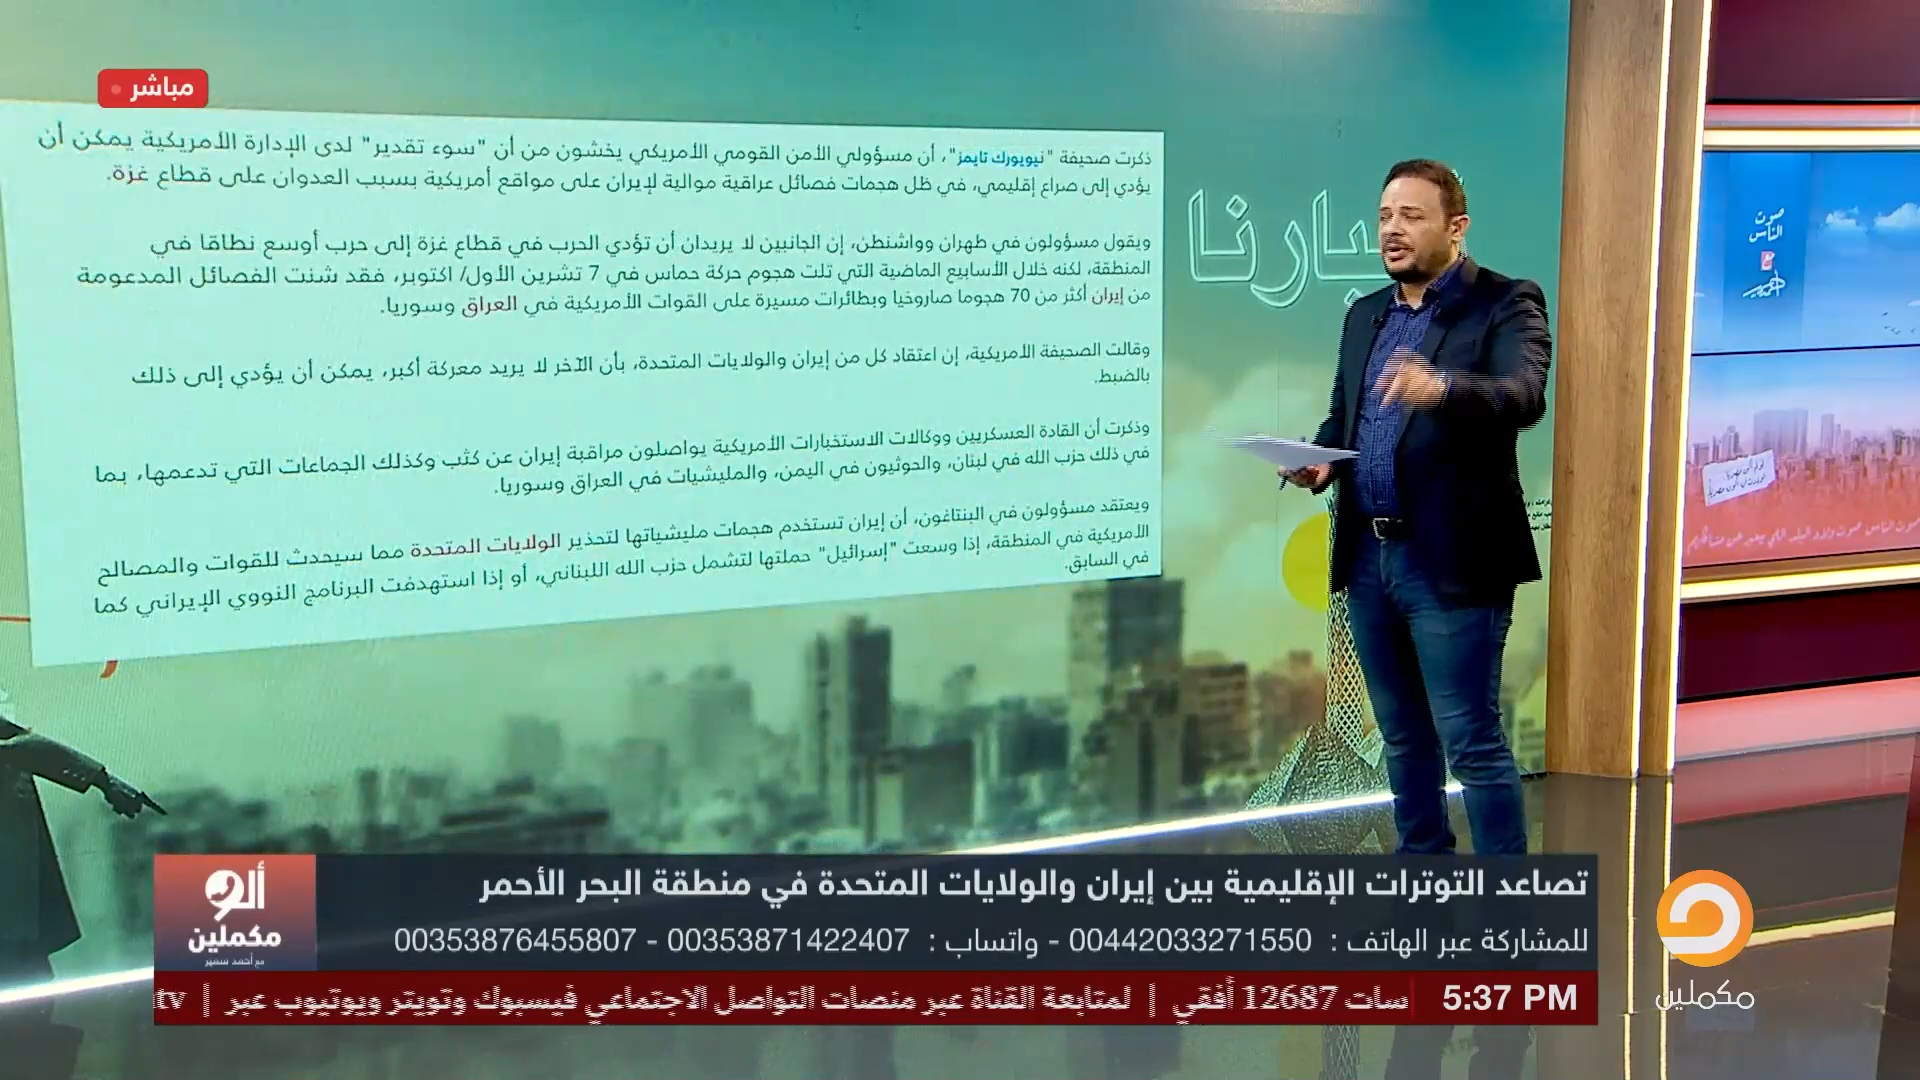 مباشر
ذكرت صحيفة "نيويورك تايمز"، أن مسؤولي الأمن القومي الأمريكي يخشون من أن "سوء تقدير" لدى الإدارة الأمريكية يمكن أن
يؤدي إلى صراع إقليمي، في ظل هجمات فصائل عراقية موالية لإيران على مواقع أمريكية بسبب العدوان على قطاع غزة.
ويقول مسؤولون في طهران وواشنطن، إن الجانبين لا يريدان أن تؤدي الحرب في قطاع غزة إلى حرب أوسع نطاقا في
المنطقة، لكنه خلال الأسابيع الماضية التي تلت هجوم حركة حماس في 7 تشرين الأول/ اكتوبر، فقد شنت الفصائل المدعومة
من إيران أكثر من 70 هجوما صاروخيا وبطائرات مسيرة على القوات الأمريكية في العراق وسوريا.
وقالت الصحيفة الأمريكية، إن اعتقاد كل من إيران والولايات المتحدة، بأن الآخر لا يريد معركة أكبر، يمكن أن يؤدي إلى ذلك
بالضبط.
وذكرت أن القادة العسكريين ووكالات الاستخبارات الأمريكية يواصلون مراقبة إيران عن كثب وكذلك الجماعات التي تدعمها، بما
في ذلك حزب الله في لبنان، والحوثيون في اليمن، والمليشيات في العراق وسوريا.
ويعتقد مسؤولون في البنتاغون، أن إيران تستخدم هجمات مليشياتها لتحذير الولايات المتحدة مما سيحدث للقوات والمصالح
الأمريكية في المنطقة، إذا وسعت "إسرائيل" حملتها لتشمل حزب الله اللبناني، أو إذا استهدفت البرنامج النووي الإيراني كما
في السابق.
بارنا
صوت
الناس
تصاعد التوترات الإقليمية بين إيران والولايات المتحدة في منطقة البحر الأحمر
للمشاركة عبر الهاتف : 00442033271550 - واتساب : 00353871422407 - 00353876455807
ألو
مكملين
مع أحمد سمير
5:37 PM
سات 12687 أفقي | لمتابعة القناة عبر منصات التواصل الاجتماعي فيسبوك وتويتر ويوتيوب عبر | tv
مكملين